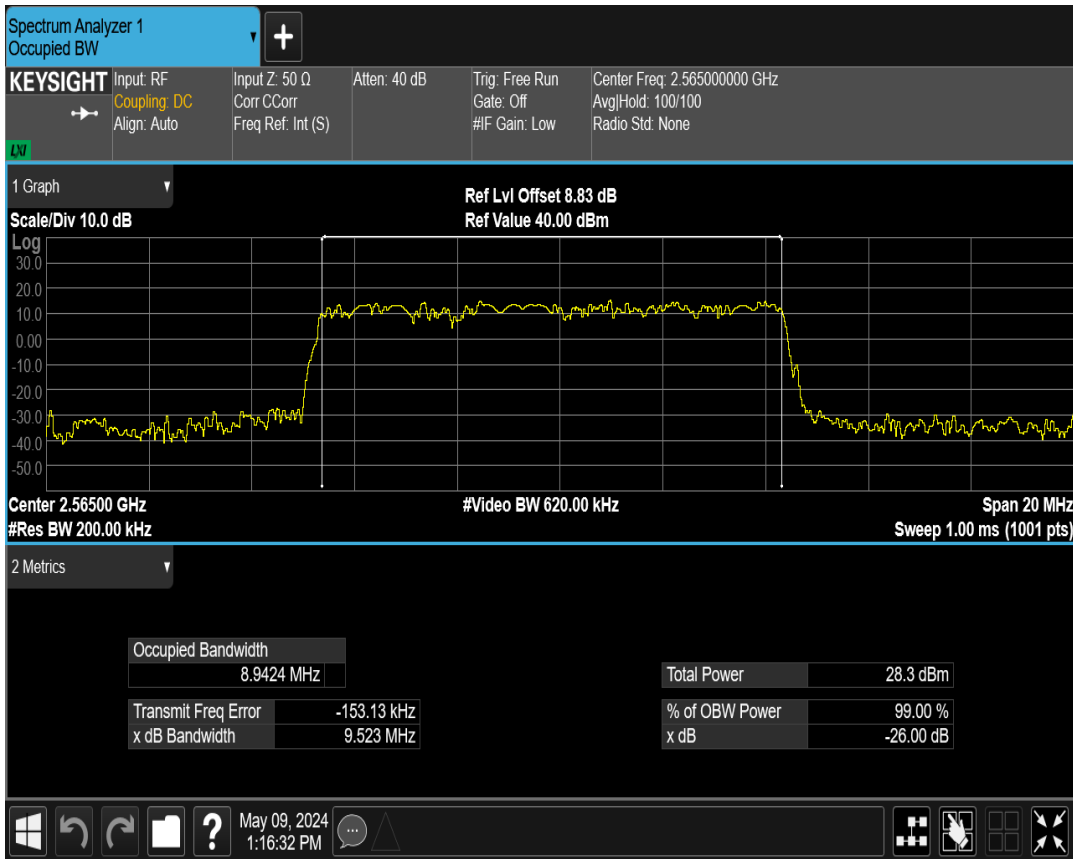 Spectrum Analyzer 1
Occupied BW
KEYSIGHT
LXI
Input: RF
Coupling: DC
Align: Auto
Input Z: 50 Ω
Corr CCorr
Freq Ref: Int (S)
Atten: 40 dB
Trig: Free Run
Gate: Off
#IF Gain: Low
Center Freq: 2.565000000 GHz
Avg|Hold: 100/100
Radio Std: None
1 Graph
Scale/Div 10.0 dB
Ref Lvl Offset 8.83 dB
Ref Value 40.00 dBm
Log
30.0
20.0
10.0
0.00
-10.0
-20.0
-30.0
-40.0
-50.0
Center 2.56500 GHz
#Video BW 620.00 kHz
Span 20 MHz
#Res BW 200.00 kHz
Sweep 1.00 ms (1001 pts)
2 Metrics
Occupied Bandwidth
8.9424 MHz
Total Power 28.3 dBm
Transmit Freq Error -153.13 kHz
% of OBW Power 99.00 %
x dB Bandwidth 9.523 MHz
x dB -26.00 dB
?
May 09, 2024
1:16:32 PM